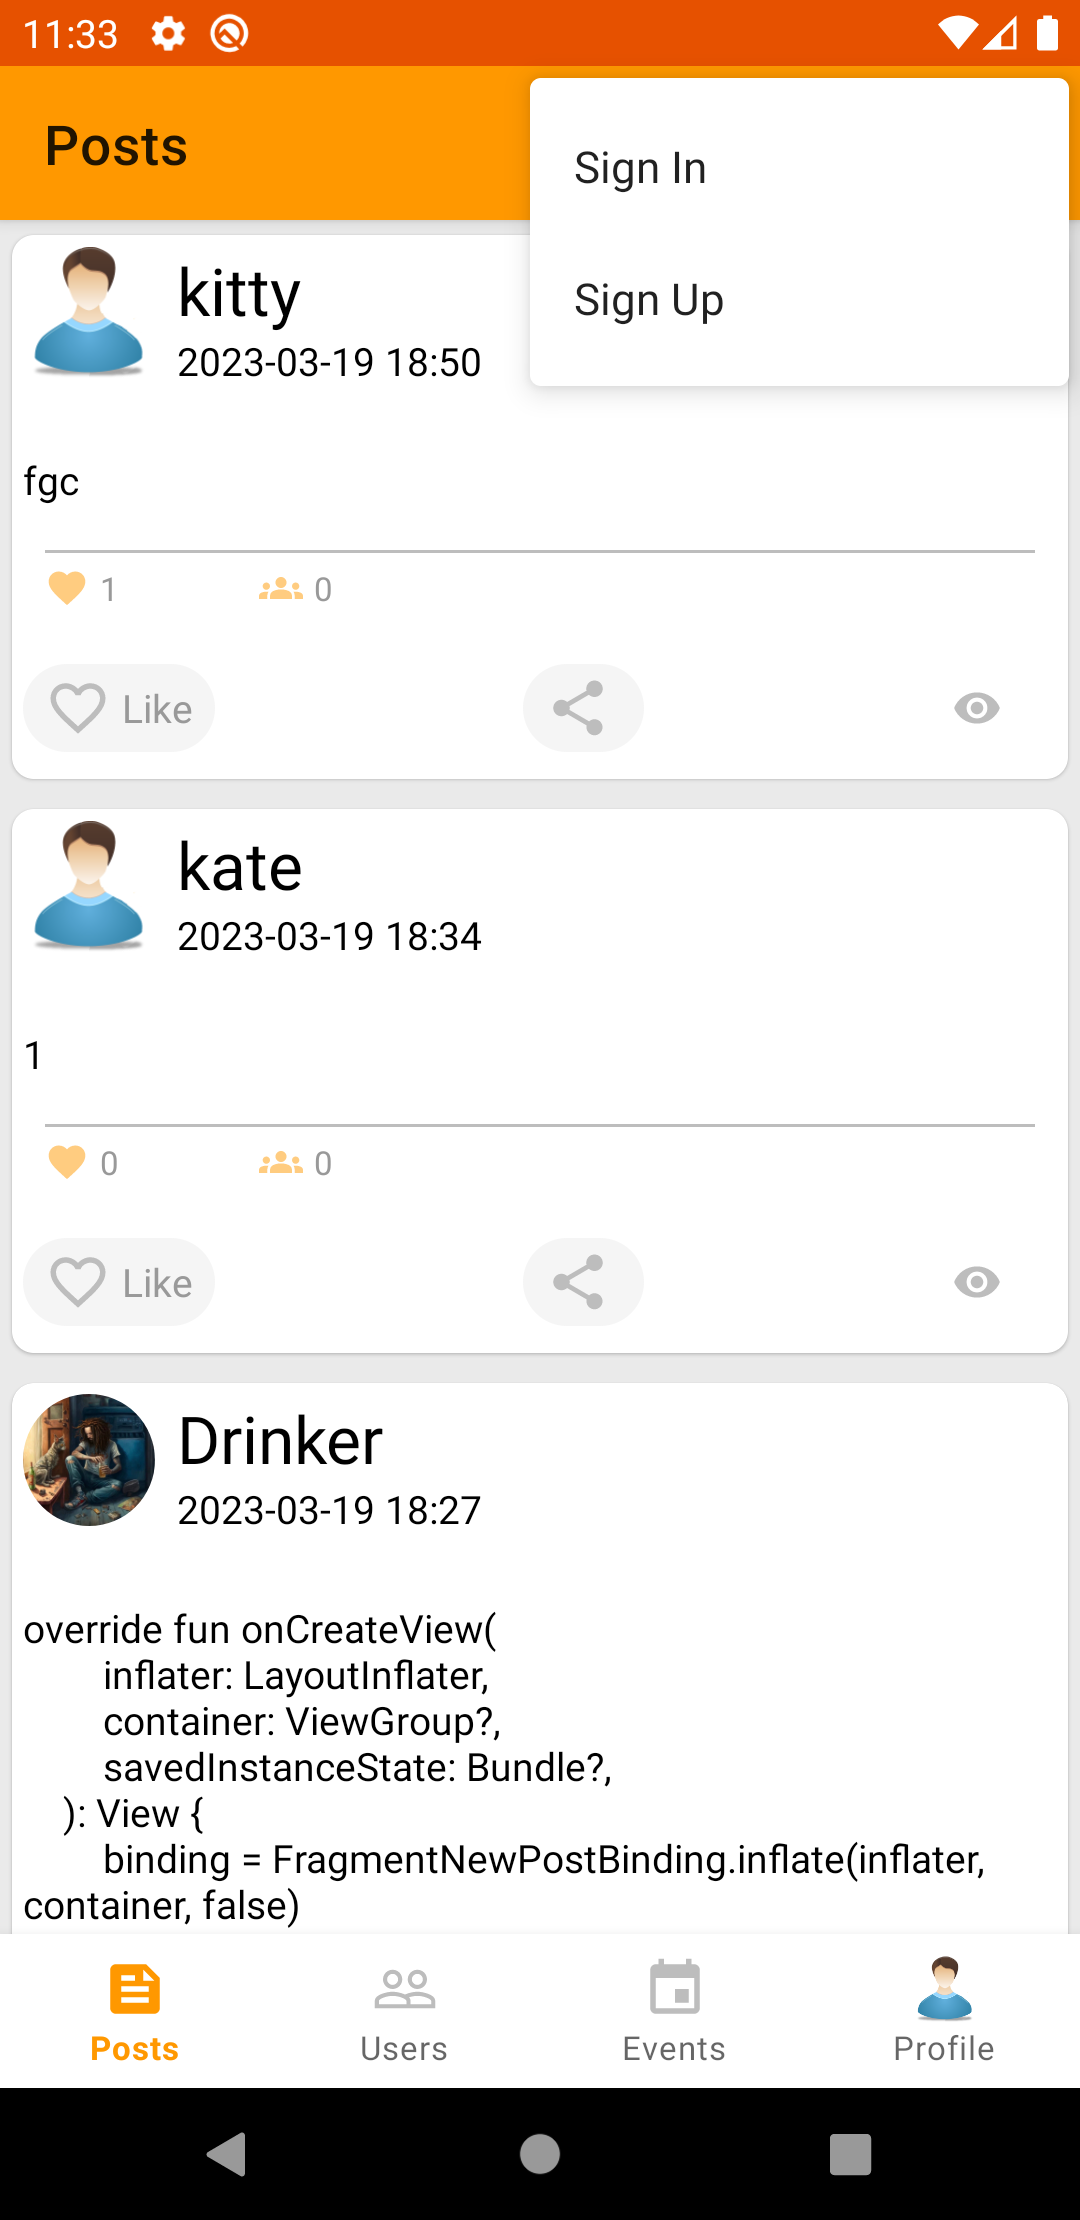 11:33
Posts
Sign In
Sign Up
kitty
2023-03-19 18:50
fgc
1
0
Like
kate
2023-03-19 18:34
1
0
0
Like
Drinker
2023-03-19 18:27
override fun onCreateView(
inflater: LayoutInflater,
container: ViewGroup?,
savedInstanceState: Bundle?,
): View {
binding = FragmentNewPostBinding.inflate(inflater,
container, false)
Posts
Users
Events
Profile